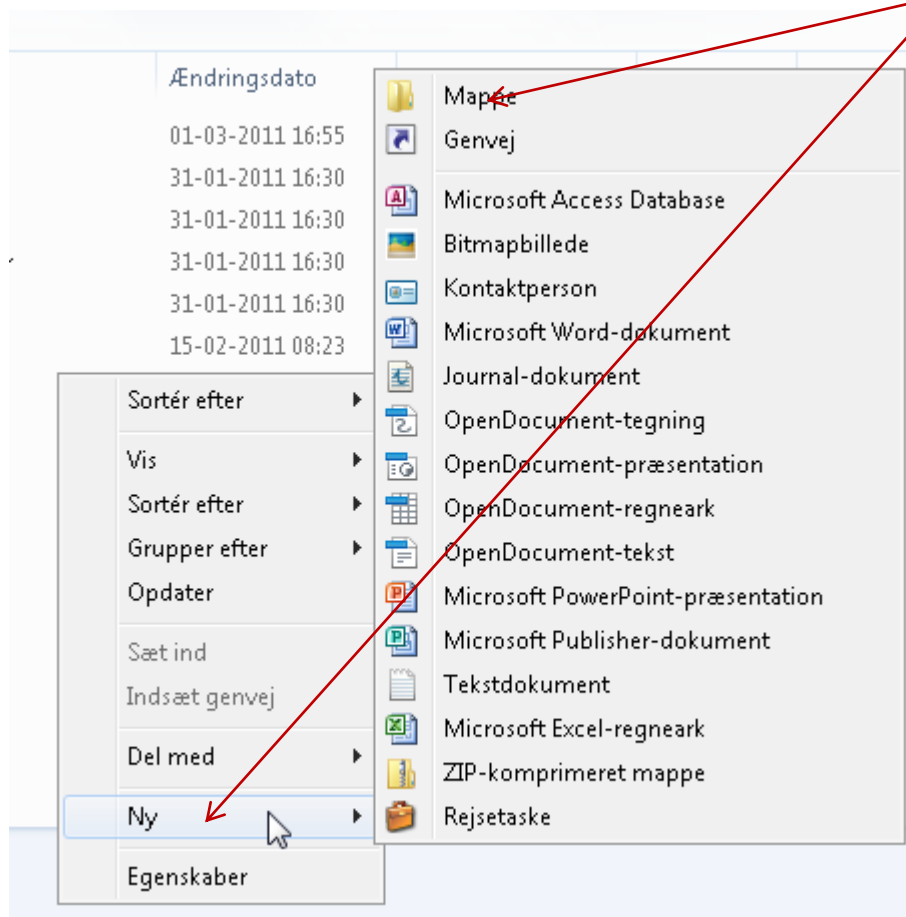 Ændringsdato
01-03-2011 16:55
31-01-2011 16:30
31-01-2011 16:30
31-01-2011 16:30
31-01-2011 16:30
15-02-2011 08:23
Sortér efter
Vis
Sortér efter
Grupper efter
Opdater
Sæt ind
Indsæt genvej
Del med
Ny
Egenskaber
Mappe
Genvej
Microsoft Access Database
Bitmapbillede
Kontaktperson
Microsoft Word-dokument
Journal-dokument
OpenDocument-tegning
OpenDocument-præsentation
OpenDocument-regneark
OpenDocument-tekst
Microsoft PowerPoint-præsentation
Microsoft Publisher-dokument
Tekstdokument
Microsoft Excel-regneark
ZIP-komprimeret mappe
Rejsetaske